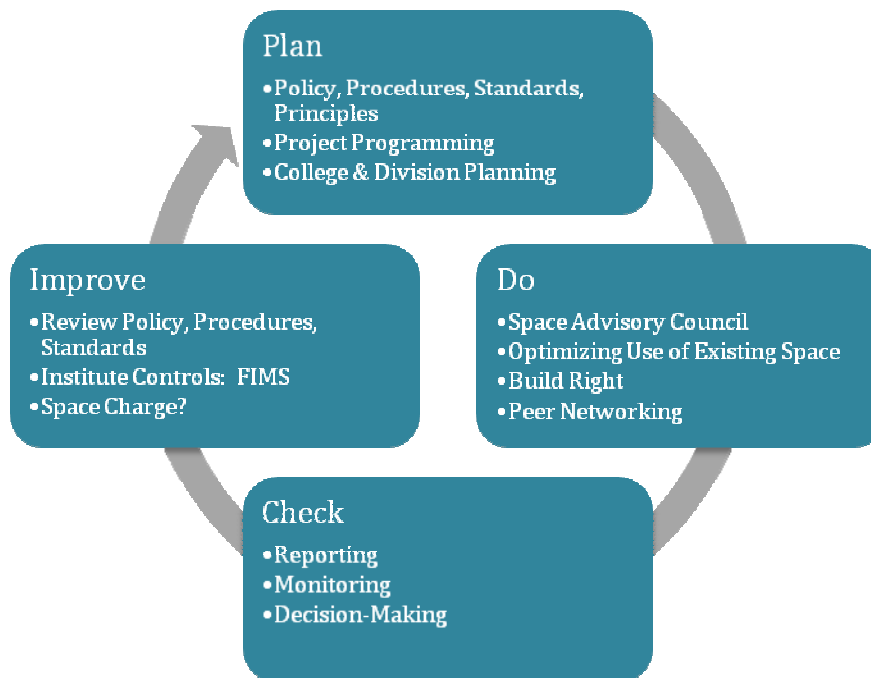 Plan
•Policy, Procedures, Standards,
Principles
•Project Programming
•College & Division Planning
Improve
•Review Policy, Procedures,
Standards
•Institute Controls:  FIMS
•Space Charge?
Do
•Space Advisory Council
•Optimizing Use of Existing Space
•Build Right
•Peer Networking
Check
•Reporting
•Monitoring
•Decision-Making